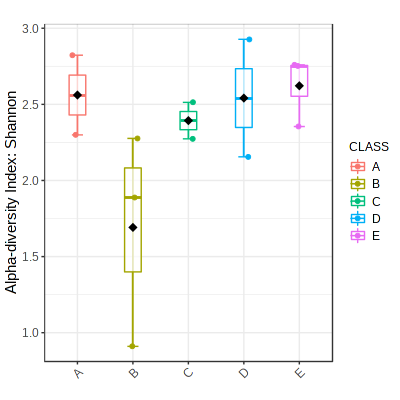 Alpha-diversity Index: Shannon
3.0
2.5
2.0
1.5
1.0
A
B
C
D
E
CLASS
A
B
C
D
E